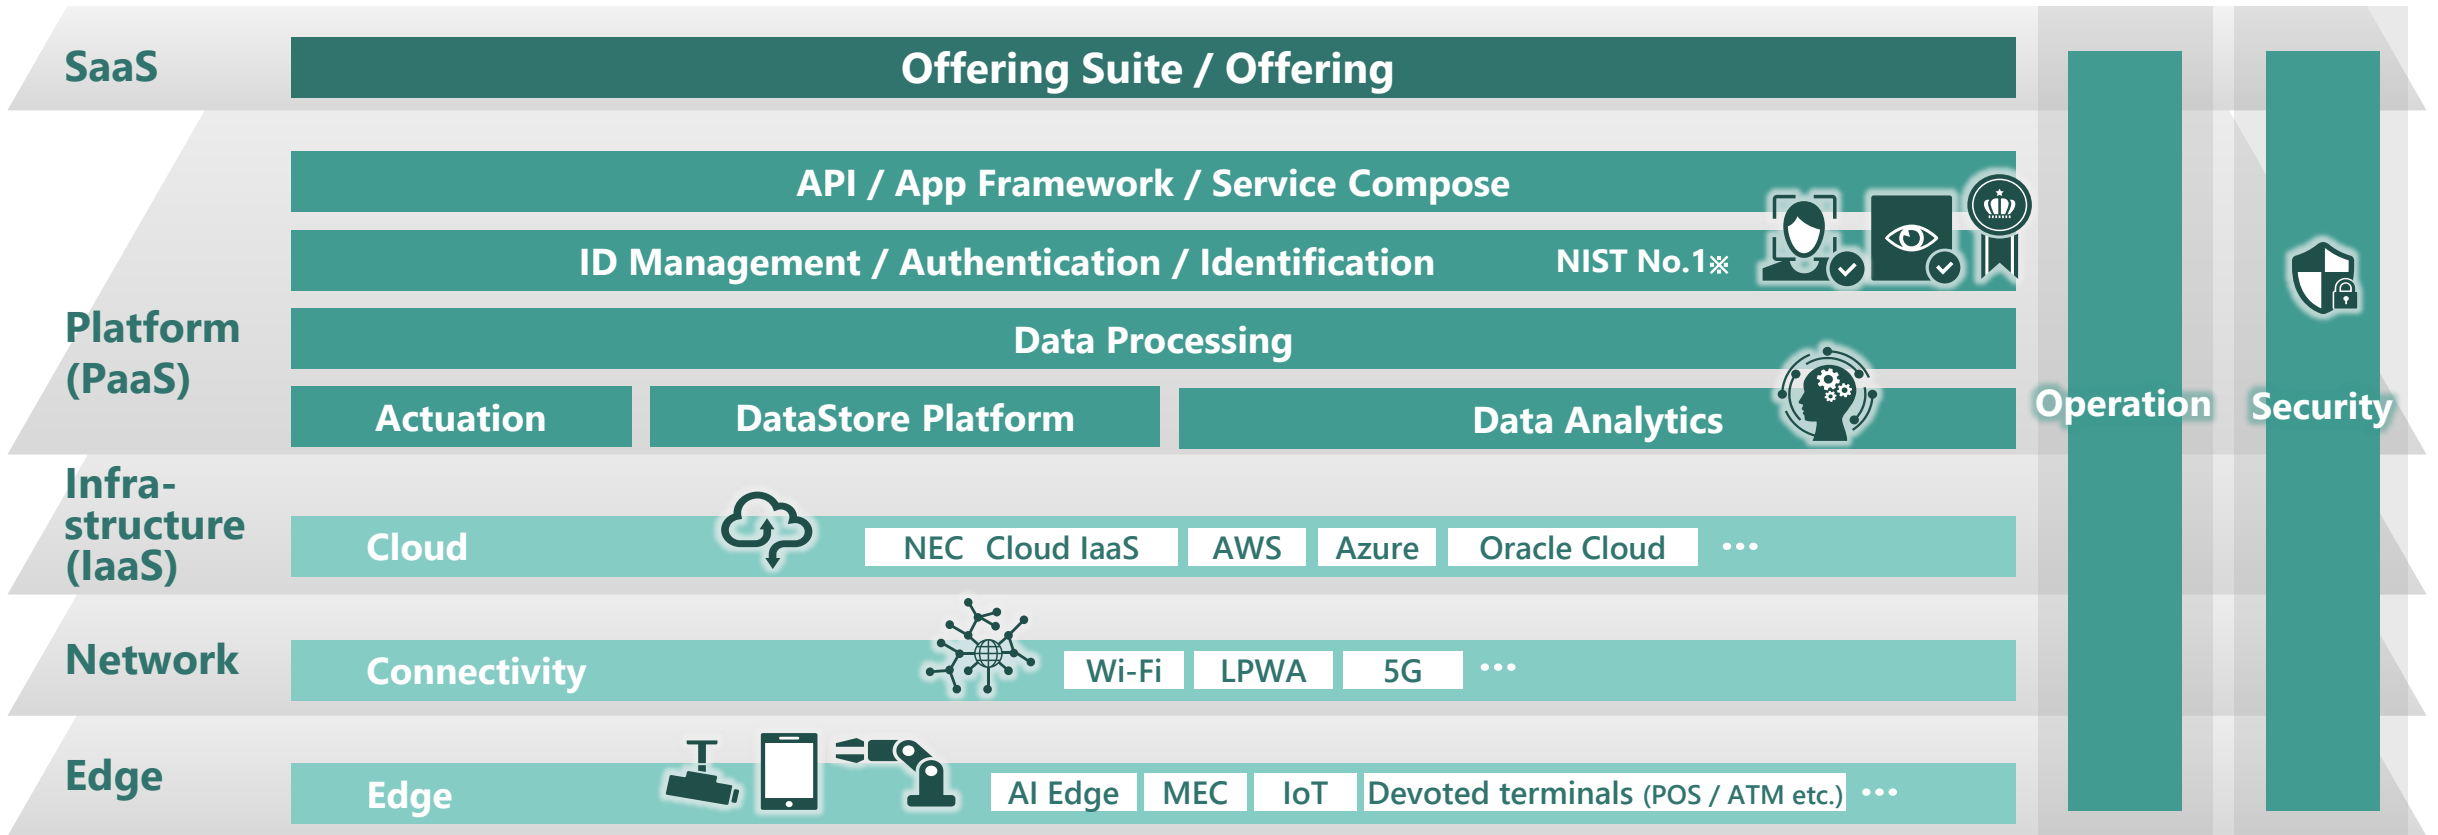 SaaS
Offering Suite / Offering
API / App Framework / Service Compose
ID Management / Authentication / Identification
NIST No.1※
Platform
(PaaS)
Data Processing
Actuation
DataStore Platform
Data Analytics
Operation
Security
Infra-
structure
(IaaS)
Cloud
NEC Cloud IaaS
AWS
Azure
Oracle Cloud
...
Network
Connectivity
Wi-Fi
LPWA
5G
...
Edge
Edge
AI Edge
MEC
IoT
Devoted terminals (POS / ATM etc.)
...